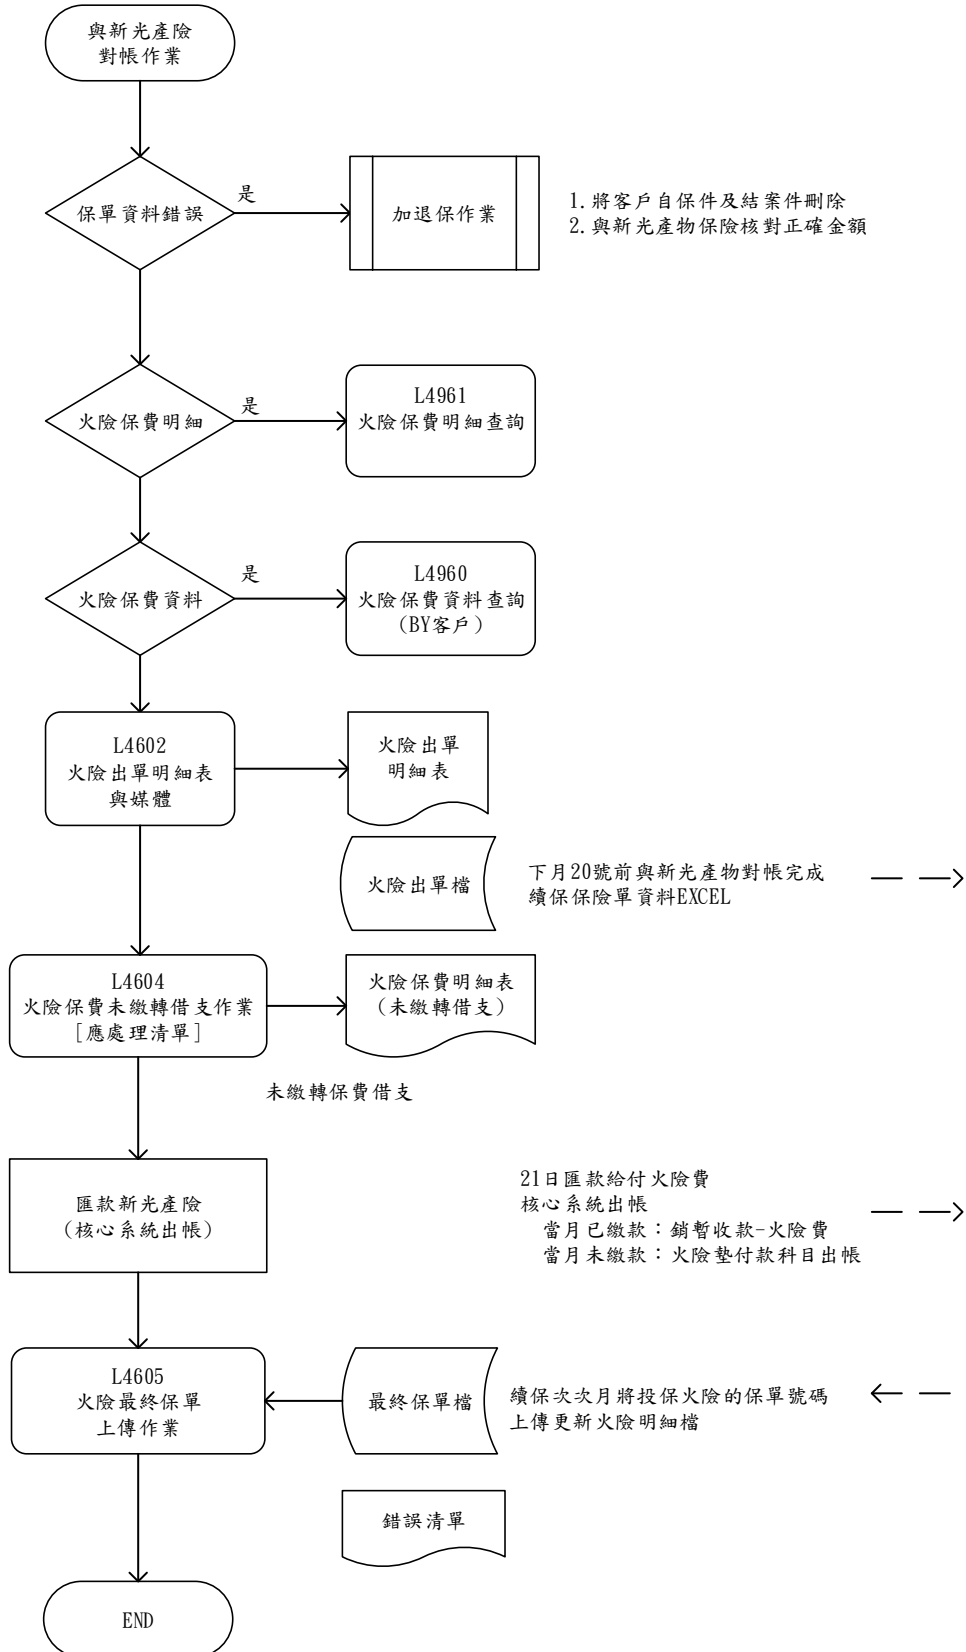 與新光產險
對帳作業
保單資料錯誤
是
加退保作業
1.將客戶自保件及結案件刪除
2.與新光產物保險核對正確金額
火險保費明細
是
L4961
火險保費明細查詢
火險保費資料
是
L4960
火險保費資料查詢
(BY客戶)
L4602
火險出單明細表
與媒體
火險出單
明細表
火險出單檔
下月20號前與新光產物對帳完成
續保保險單資料EXCEL
L4604
火險保費未繳轉借支作業
[應處理清單]
火險保費明細表
(未繳轉借支)
未繳轉保費借支
匯款新光產險
(核心系統出帳)
21日匯款給付火險費
核心系統出帳
當月已繳款：銷暫收款-火險費
當月未繳款：火險墊付款科目出帳
L4605
火險最終保單
上傳作業
最終保單檔
續保次次月將投保火險的保單號碼
上傳更新火險明細檔
錯誤清單
END